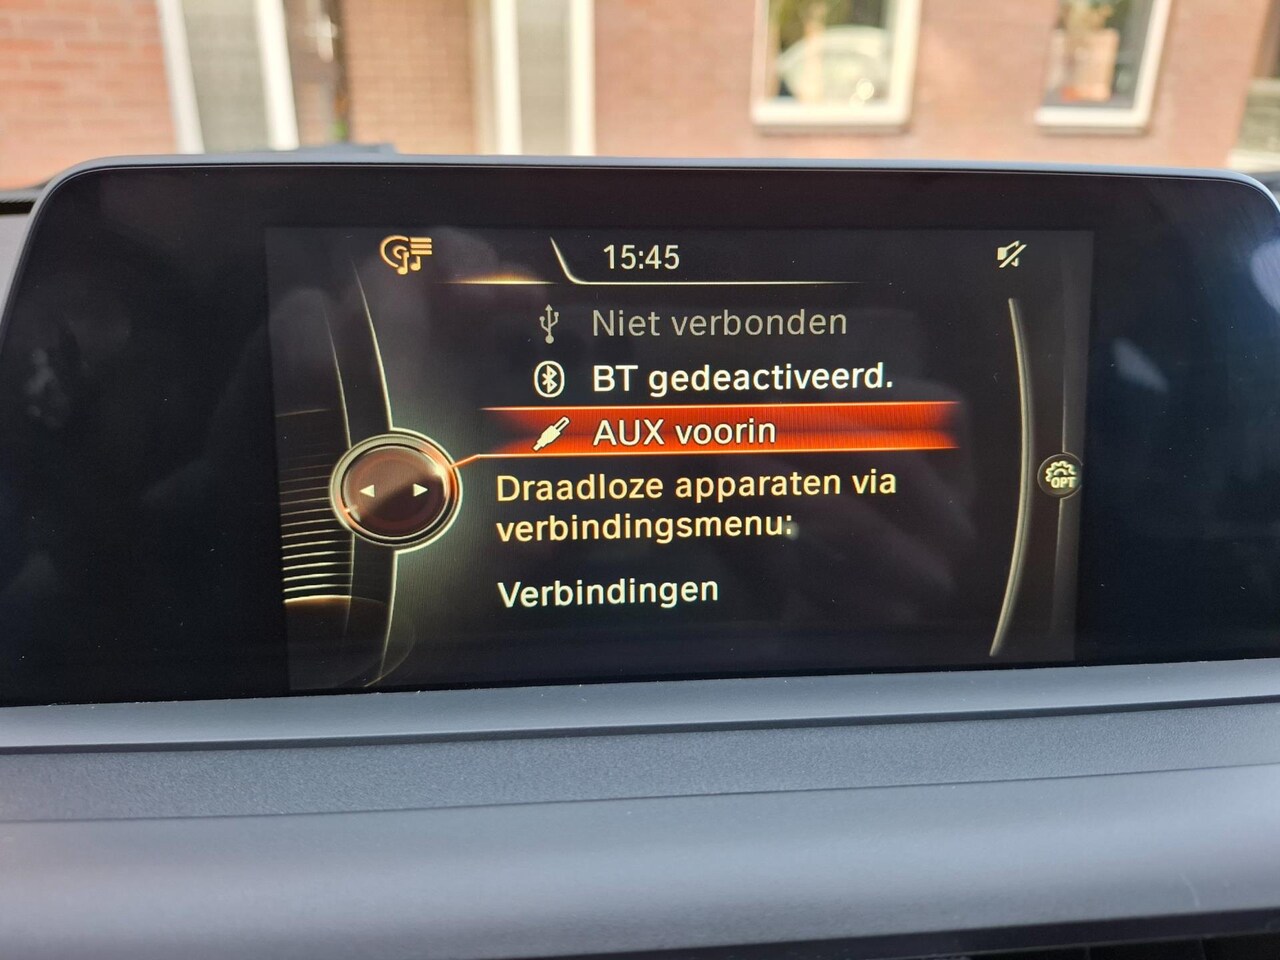 15:45
Niet verbonden
BT gedeactiveerd.
AUX voorin
OPT
Draadloze apparaten via
verbindingsmenu:
Verbindingen